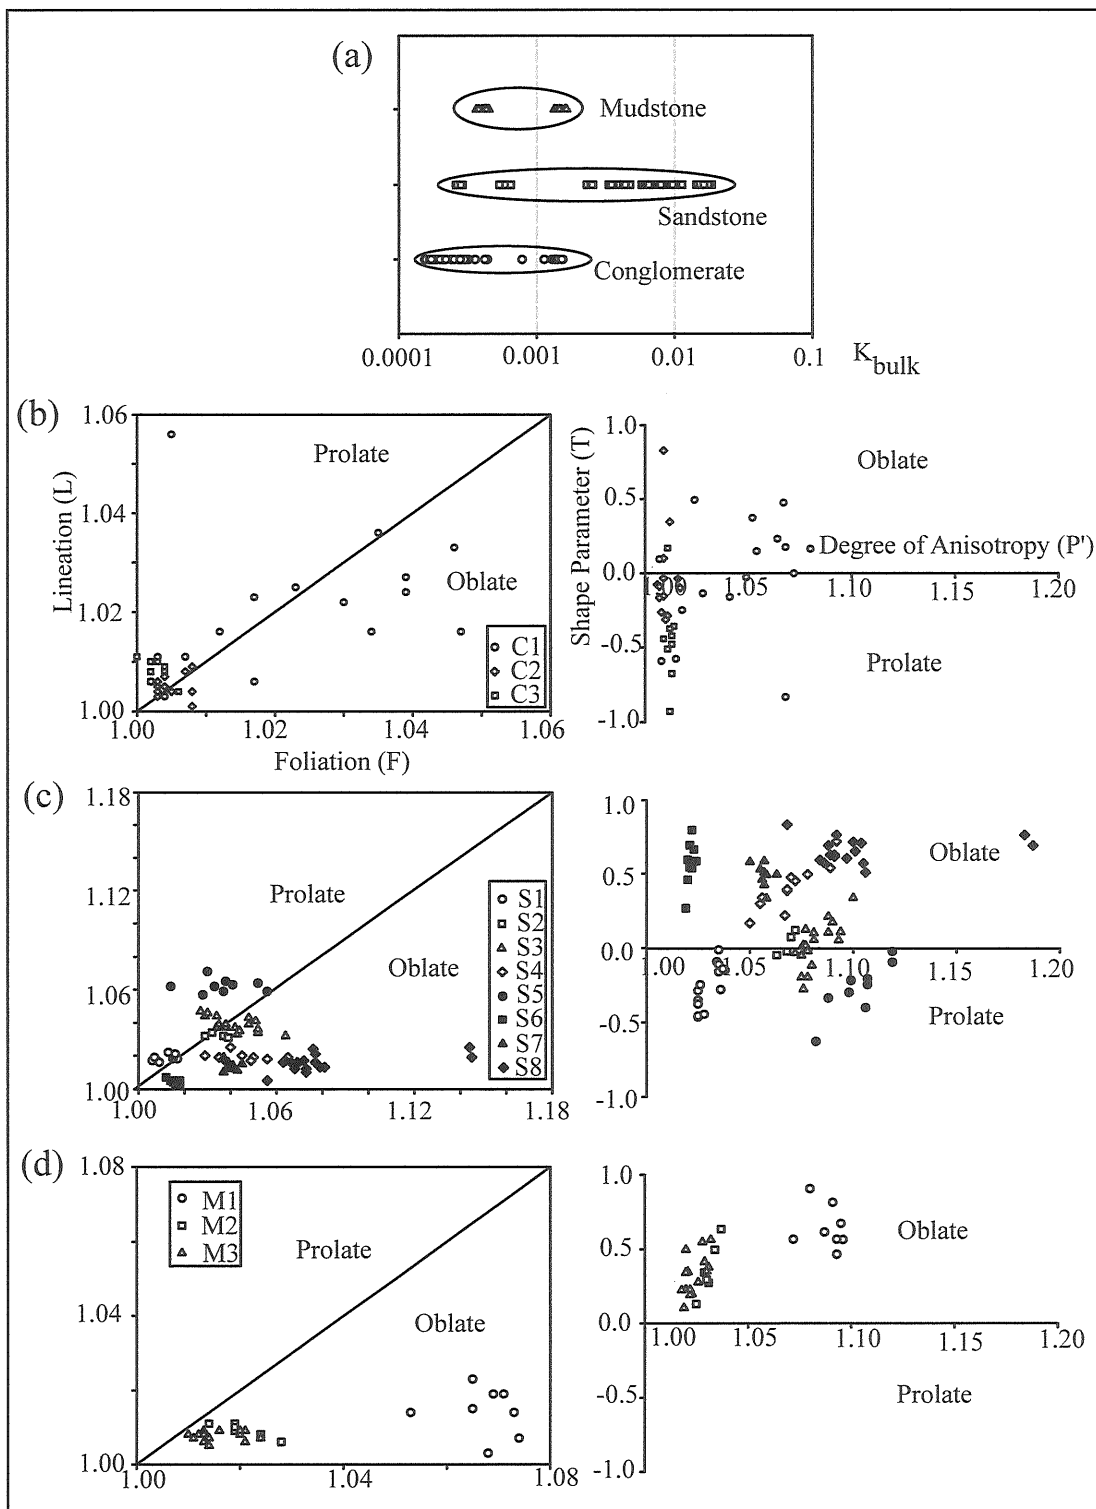 (a)
Mudstone
Sandstone
Conglomerate
0.0001 0.001 0.01 0.1 K bulk
(b)
Lineation (L)
1.06
1.04
1.02
1.00
Prolate
Oblate
C1
C2
C3
1.00 1.02 1.04 1.06
Foliation (F)
Shape Parameter (T)
1.0
0.5
0.0
-0.5
-1.0
Oblate
Degree of Anisotropy (P')
1.00 1.05 1.10 1.15 1.20
Prolate
(c)
1.18
1.12
1.06
1.00
Prolate
Oblate
S1
S2
S3
S4
S5
S6
S7
S8
1.00 1.06 1.12 1.18
1.0
0.5
0.0
-0.5
-1.0
Oblate
1.00 1.05 1.10 1.15 1.20
Prolate
(d)
1.08
1.04
1.00
M1
M2
M3
Prolate
Oblate
1.00 1.04 1.08
1.0
0.5
0.0
-0.5
-1.0
Oblate
1.00 1.05 1.10 1.15 1.20
Prolate